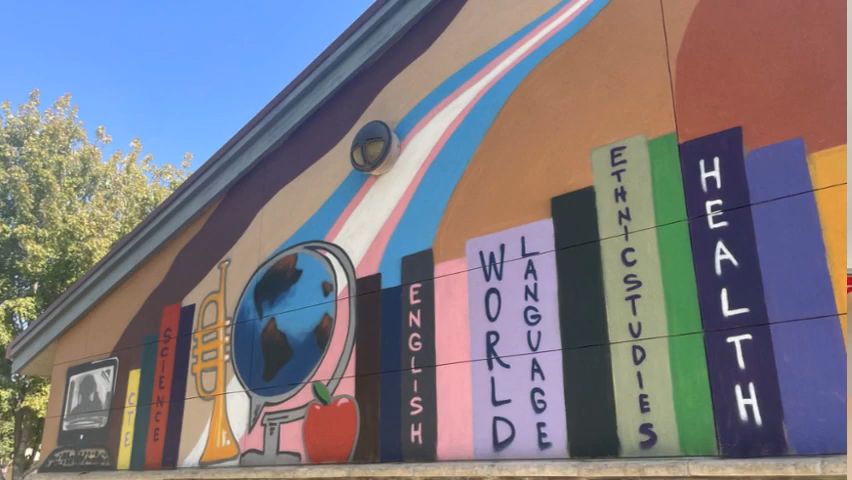 CTE
SCIENCE
ENGLISH
WORLD
LANGUAGE
ETHNIC STUDIES
HEALTH